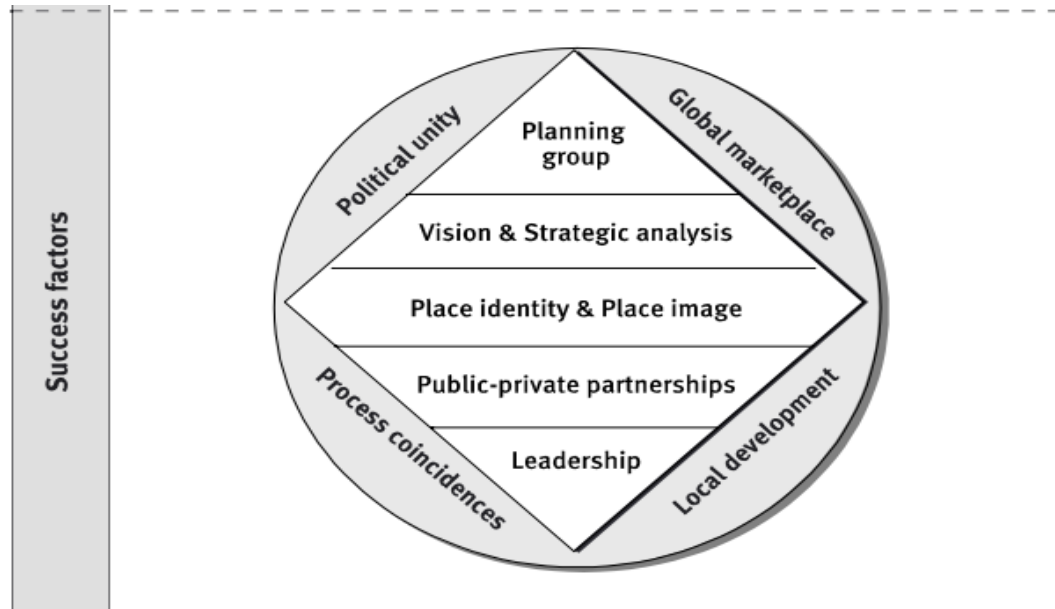 Success factors
Political unity
Global marketplace
Planning
group
Vision & Strategic analysis
Place identity & Place image
Public-private partnerships
Leadership
Process coincidences
Local development